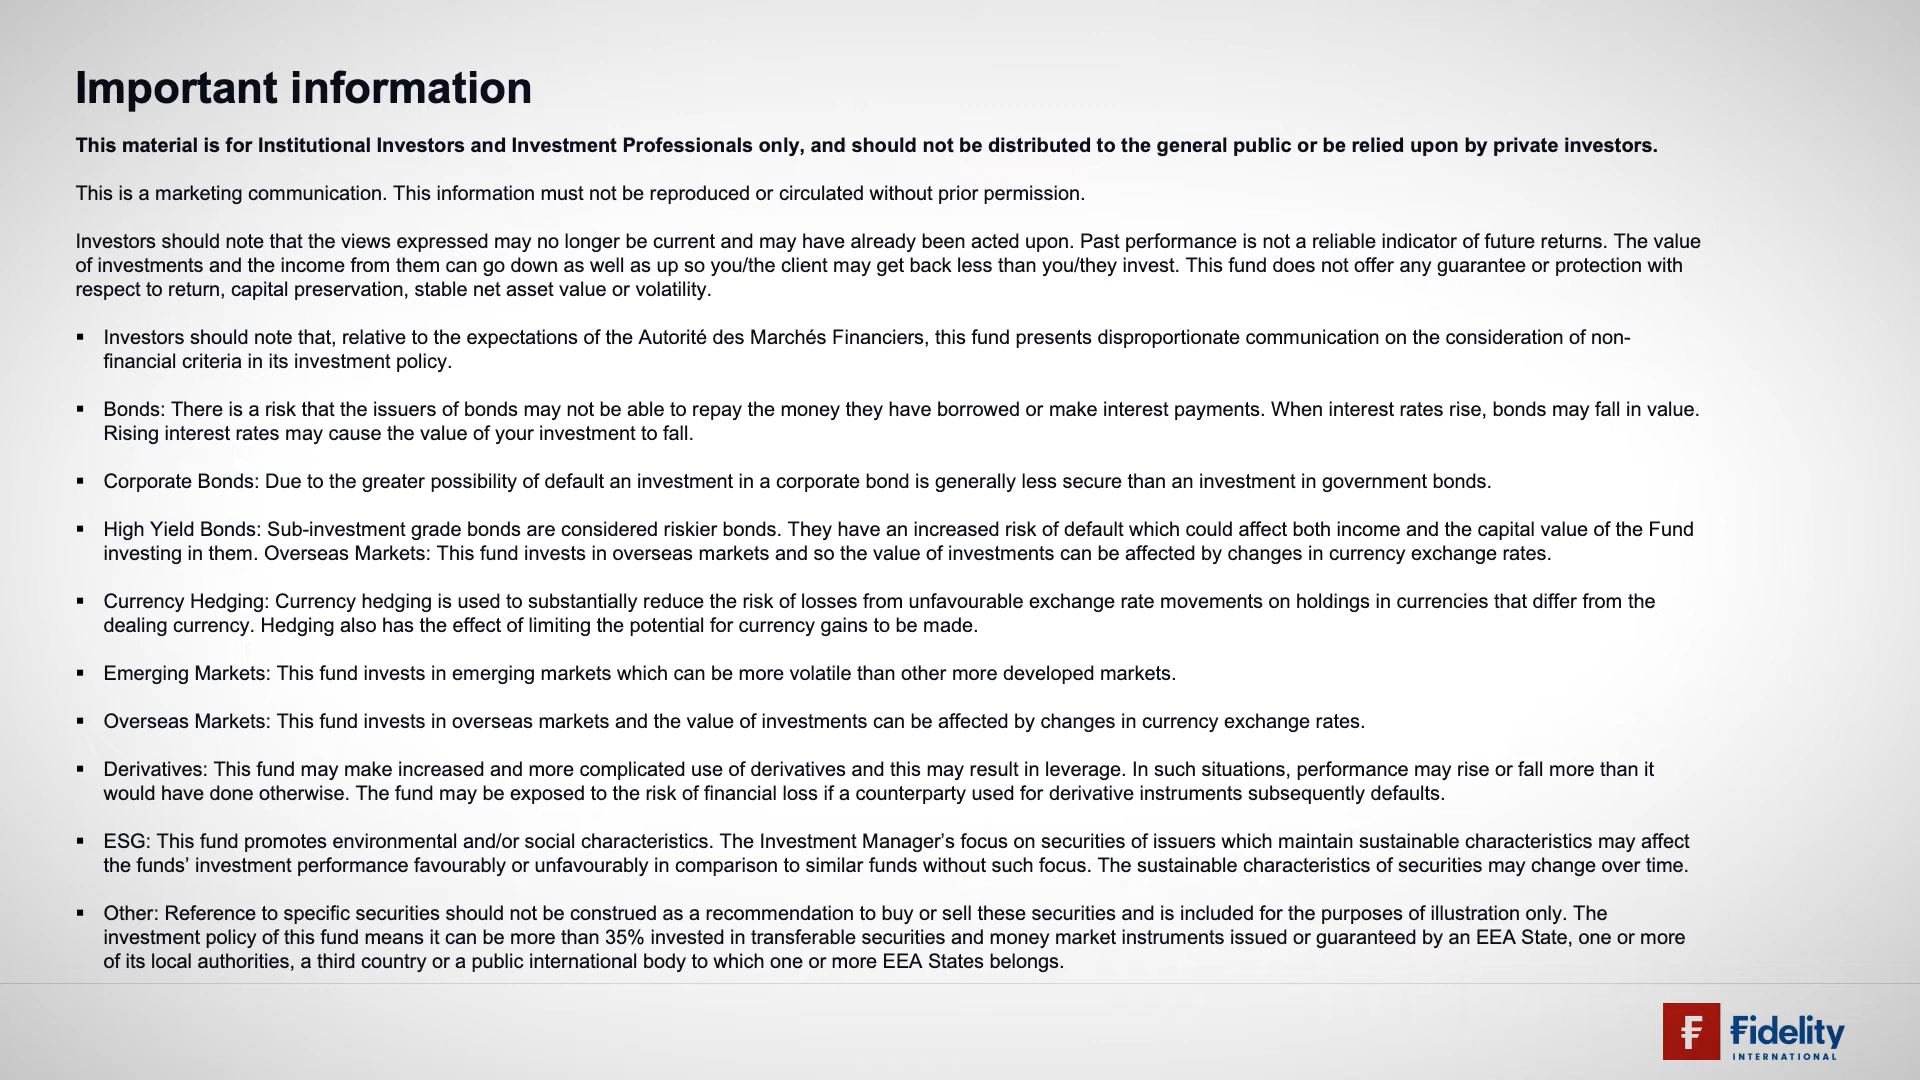 Important information
This material is for Institutional Investors and Investment Professionals only, and should not be distributed to the general public or be relied upon by private investors.
This is a marketing communication. This information must not be reproduced or circulated without prior permission.
Investors should note that the views expressed may no longer be current and may have already been acted upon. Past performance is not a reliable indicator of future returns. The value
of investments and the income from them can go down as well as up so you/the client may get back less than you/they invest. This fund does not offer any guarantee or protection with
respect to return, capital preservation, stable net asset value or volatility.
▪ Investors should note that, relative to the expectations of the Autorité des Marchés Financiers, this fund presents disproportionate communication on the consideration of non-
financial criteria in its investment policy.
▪ Bonds: There is a risk that the issuers of bonds may not be able to repay the money they have borrowed or make interest payments. When interest rates rise, bonds may fall in value.
Rising interest rates may cause the value of your investment to fall.
▪ Corporate Bonds: Due to the greater possibility of default an investment in a corporate bond is generally less secure than an investment in government bonds.
▪ High Yield Bonds: Sub-investment grade bonds are considered riskier bonds. They have an increased risk of default which could affect both income and the capital value of the Fund
investing in them. Overseas Markets: This fund invests in overseas markets and so the value of investments can be affected by changes in currency exchange rates.
▪ Currency Hedging: Currency hedging is used to substantially reduce the risk of losses from unfavourable exchange rate movements on holdings in currencies that differ from the
dealing currency. Hedging also has the effect of limiting the potential for currency gains to be made.
▪ Emerging Markets: This fund invests in emerging markets which can be more volatile than other more developed markets.
▪ Overseas Markets: This fund invests in overseas markets and the value of investments can be affected by changes in currency exchange rates.
▪ Derivatives: This fund may make increased and more complicated use of derivatives and this may result in leverage. In such situations, performance may rise or fall more than it
would have done otherwise. The fund may be exposed to the risk of financial loss if a counterparty used for derivative instruments subsequently defaults.
▪ ESG: This fund promotes environmental and/or social characteristics. The Investment Manager’s focus on securities of issuers which maintain sustainable characteristics may affect
the funds’ investment performance favourably or unfavourably in comparison to similar funds without such focus. The sustainable characteristics of securities may change over time.
▪ Other: Reference to specific securities should not be construed as a recommendation to buy or sell these securities and is included for the purposes of illustration only. The
investment policy of this fund means it can be more than 35% invested in transferable securities and money market instruments issued or guaranteed by an EEA State, one or more
of its local authorities, a third country or a public international body to which one or more EEA States belongs.
F Fidelity
INTERNATIONAL